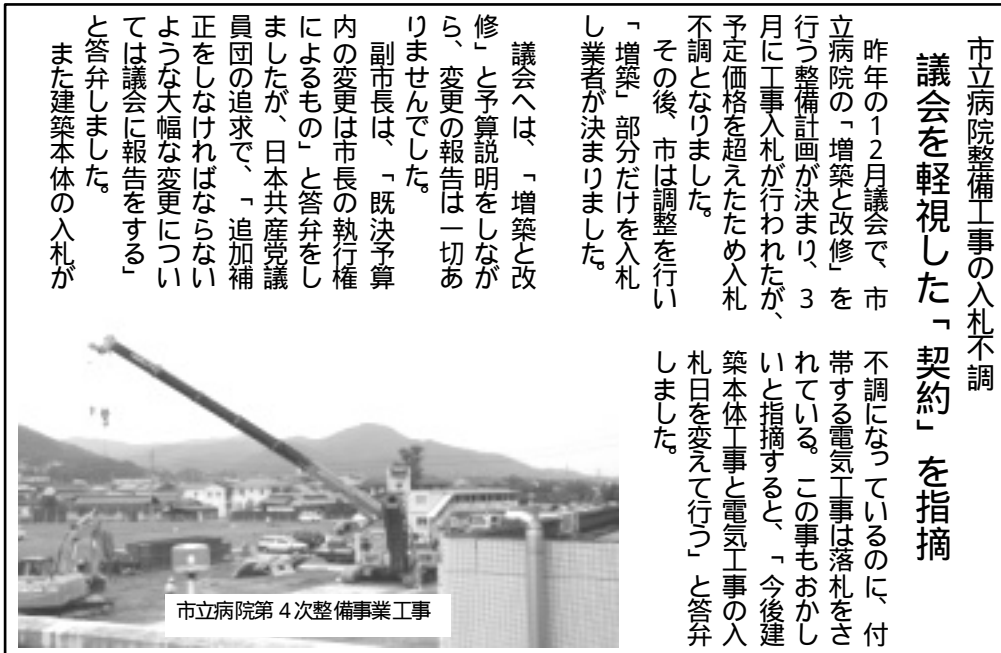 市立病院整備工事の入札不調
議会を軽視した「契約」を指摘
昨年の12月議会で、市
立病院の「増築と改修」を
行う整備計画が決まり、3
月に工事入札が行われたが、
予定価格を超えたため入札
不調となりました。
その後、市は調整を行い
「増築」部分だけを入札
し業者が決まりました。
議会へは、「増築と改
修」と予算説明をしなが
ら、変更の報告は一切あ
りませんでした。
副市長は、「既決予算
内の変更は市長の執行権
によるもの」と答弁をし
ましたが、日本共産党議
員団の追求で、「追加補
正をしなければならない
ような大幅な変更につい
ては議会に報告をする」
と答弁しました。
また建築本体の入札が
不調になっているのに、付
帯する電気工事は落札をさ
れている。この事もおかし
いと指摘すると、「今後建
築本体工事と電気工事の入
札日を変えて行う」と答弁
しました。
市立病院第4次整備事業工事